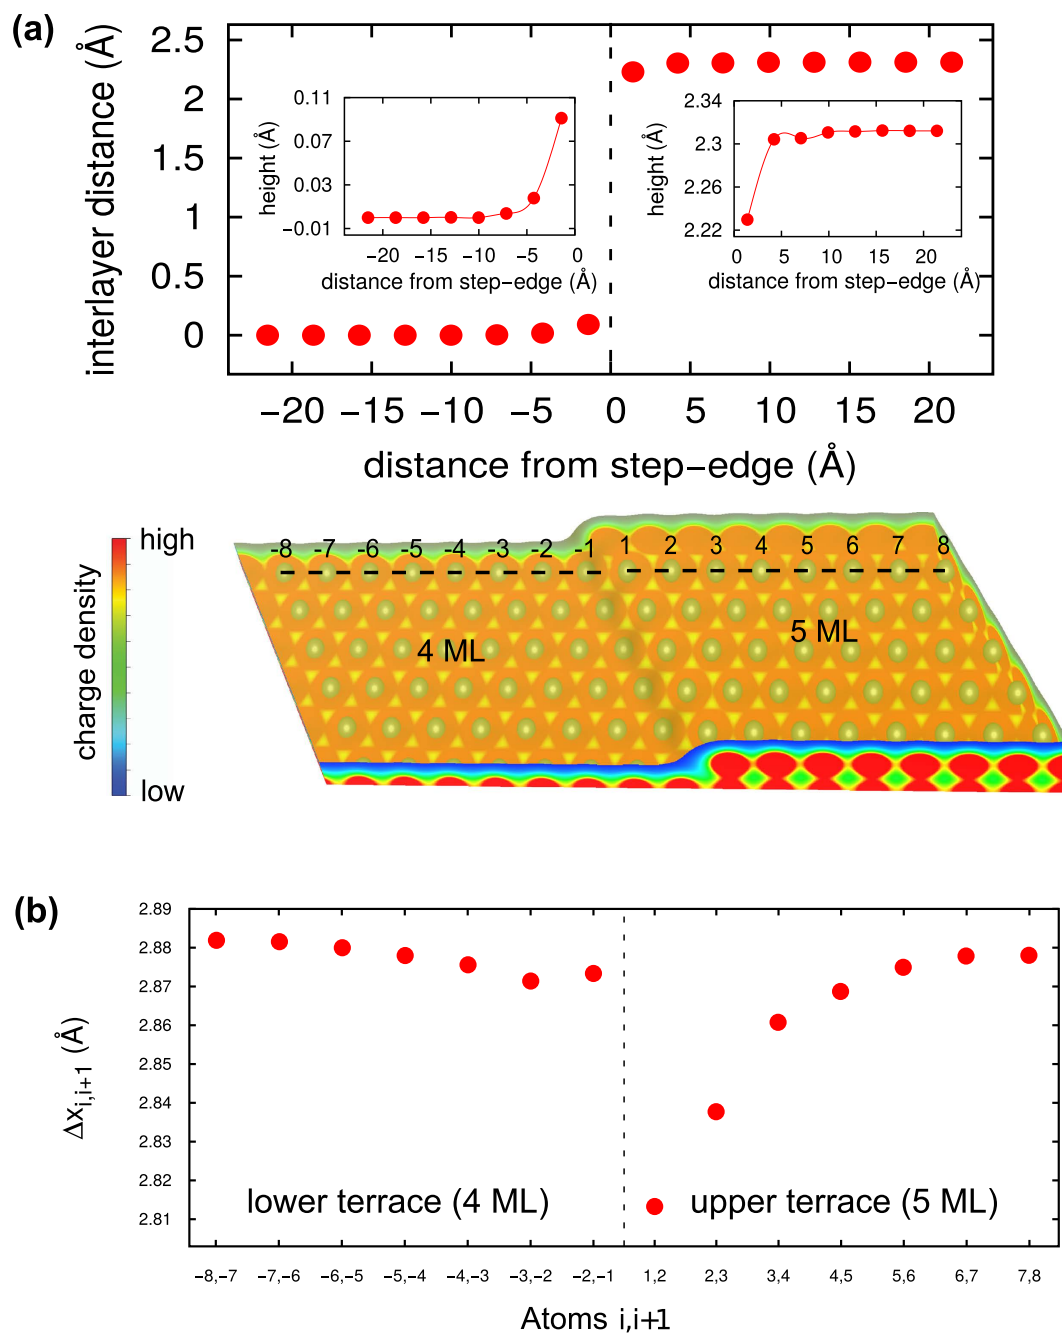 (a)
interlayer distance (Å)
2.5
2
1.5
1
0.5
0
height (Å)
0.11
0.07
0.03
−0.01
−20 −15 −10 −5 0
distance from step−edge (Å)
height (Å)
2.34
2.3
2.26
2.22
0 5 10 15 20
distance from step−edge (Å)
−20 −15 −10 −5 0 5 10 15 20
distance from step−edge (Å)
charge density
high
low
-8 -7 -6 -5 -4 -3 -2 -1 1 2 3 4 5 6 7 8
4 ML
5 ML
(b)
Δx i,i+1 (Å)
2.89
2.88
2.87
2.86
2.85
2.84
2.83
2.82
2.81
lower terrace (4 ML)
upper terrace (5 ML)
−8,−7 −7,−6 −6,−5 −5,−4 −4,−3 −3,−2 −2,−1 1,2 2,3 3,4 4,5 5,6 6,7 7,8
Atoms i,i+1